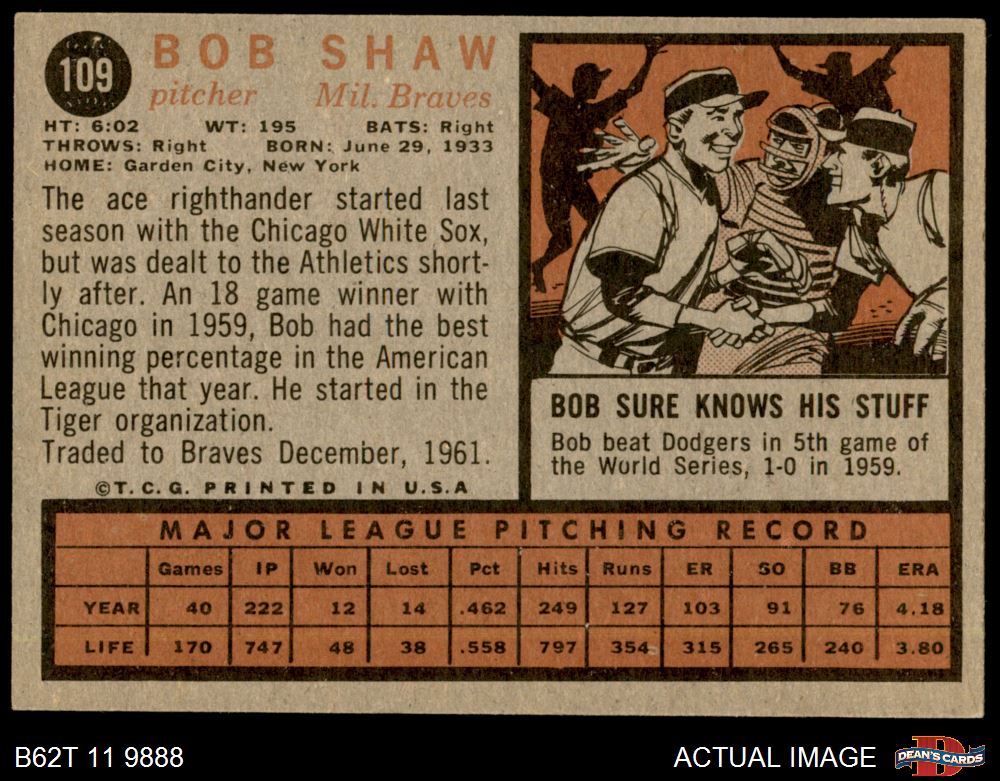 109
BOB SHAW
pitcher Mil. Braves
HT: 6:02 WT: 195 BATS: Right
THROWS: Right BORN: June 29, 1933
HOME: Garden City, New York
The ace righthander started last
season with the Chicago White Sox,
but was dealt to the Athletics short-
ly after. An 18 game winner with
Chicago in 1959, Bob had the best
winning percentage in the American
League that year. He started in the
Tiger organization.
Traded to Braves December, 1961.
©T.C.G. PRINTED IN U.S.A
BOB SURE KNOWS HIS STUFF
Bob beat Dodgers in 5th game of
the World Series, 1-0 in 1959.
MAJOR LEAGUE PITCHING RECORD
Games IP Won Lost Pct Hits Runs ER SO BB ERA
YEAR 40 222 12 14 .462 249 127 103 91 76 4.18
LIFE 170 747 48 38 .558 797 354 315 265 240 3.80
B62T 11 9888 ACTUAL IMAGE DEAN'S CARDS